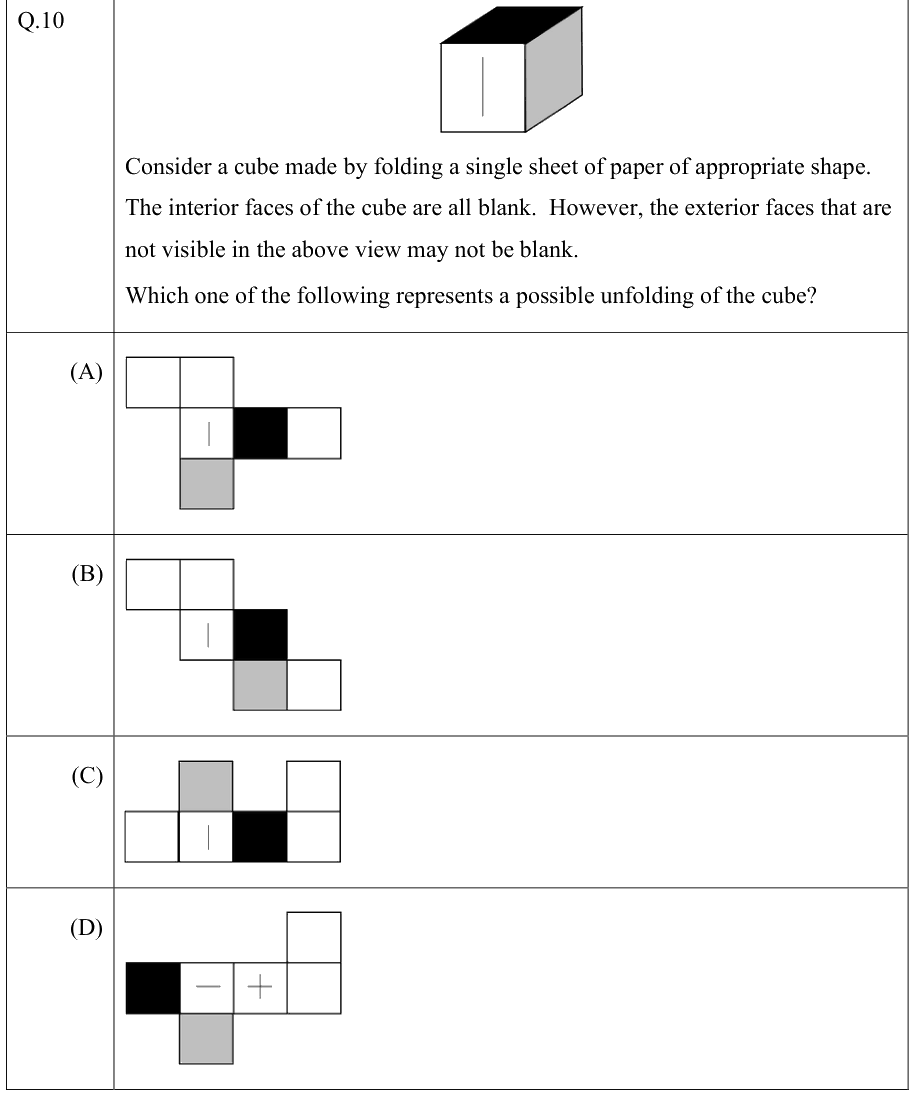 Q.10
Consider a cube made by folding a single sheet of paper of appropriate shape.
The interior faces of the cube are all blank. However, the exterior faces that are
not visible in the above view may not be blank.
Which one of the following represents a possible unfolding of the cube?
(A)
(B)
(C)
(D)